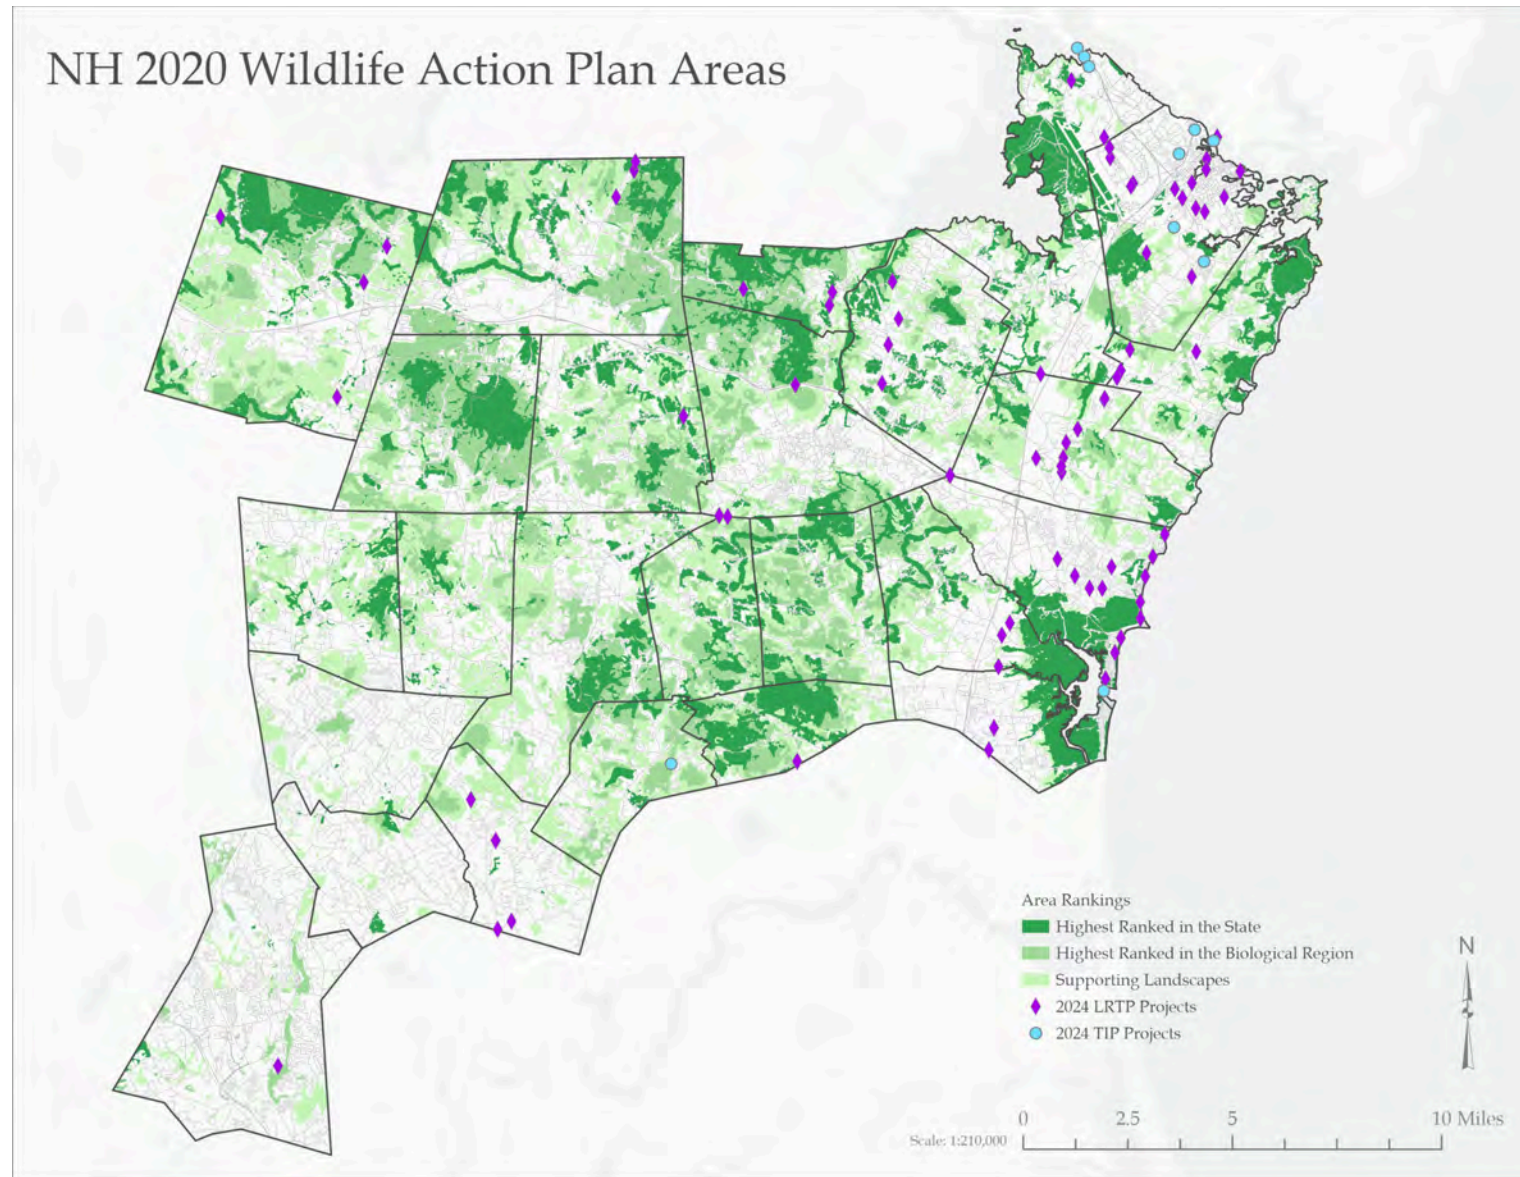 NH 2020 Wildlife Action Plan Areas
Area Rankings
Highest Ranked in the State
Highest Ranked in the Biological Region
Supporting Landscapes
2024 LRTP Projects
2024 TIP Projects
N
0 2.5 5 10 Miles
Scale: 1:210,000